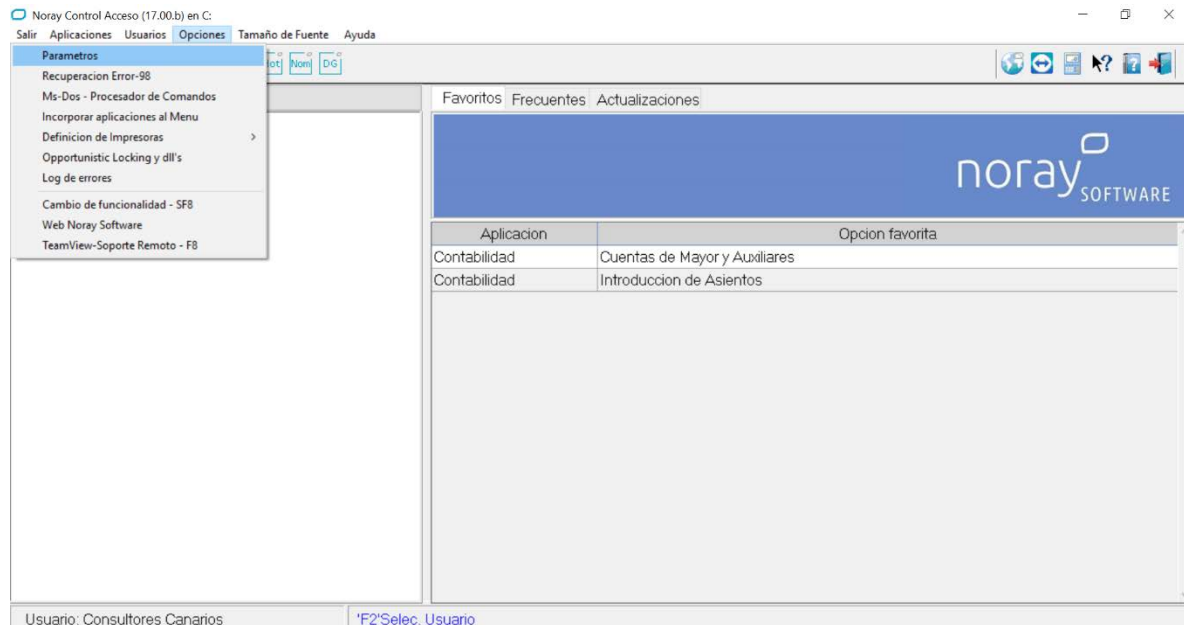 Noray Control Acceso (17.00.b) en C:
Salir Aplicaciones Usuarios Opciones Tamaño de Fuente Ayuda
Parametros
Recuperacion Error-98
Ms-Dos - Procesador de Comandos
Incorporar aplicaciones al Menu
Definicion de Impresoras
Opportunistic Locking y dll's
Log de errores
Cambio de funcionalidad - SF8
Web Noray Software
TeamView-Soporte Remoto - F8
Nom DG
Favoritos Frecuentes Actualizaciones
noray SOFTWARE
Aplicacion Opcion favorita
Contabilidad Cuentas de Mayor y Auxiliares
Contabilidad Introduccion de Asientos
Usuario: Consultores Canarios 'F2'Selec. Usuario